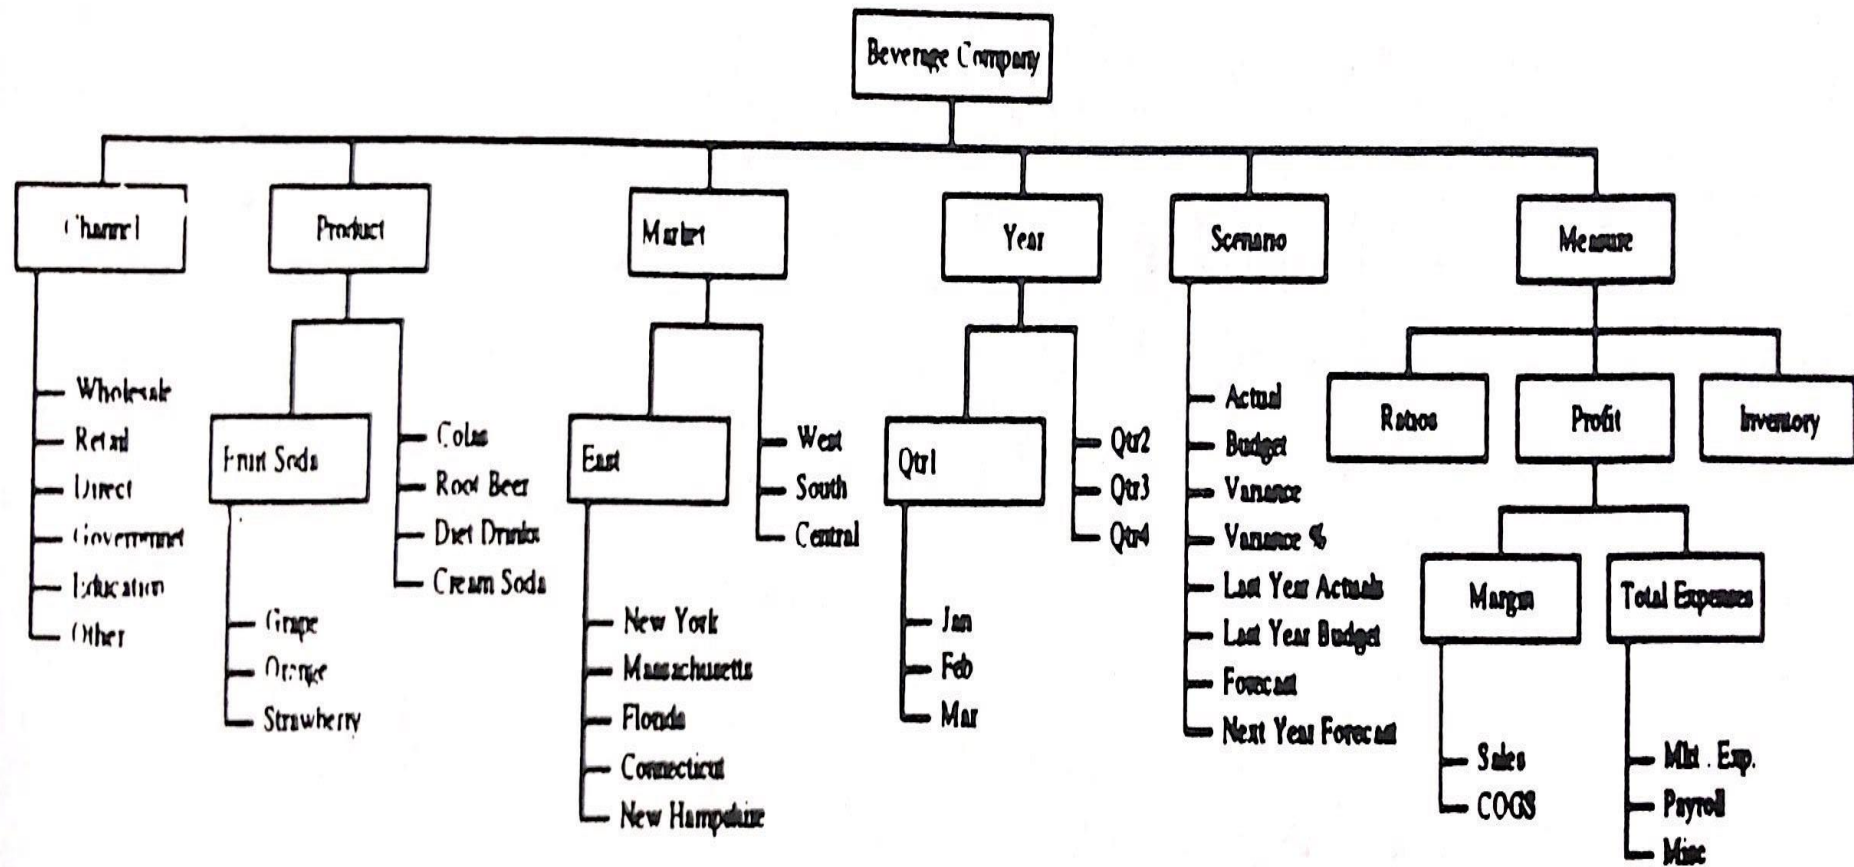 Beverage Company
Channel
Product
Market
Year
Scenario
Measure
Wholesale
Retail
Direct
Governmnet
Education
Other
Fruit Soda
Colas
Root Beer
Diet Drinks
Cream Soda
Grape
Orange
Strawberry
East
West
South
Central
New York
Massachusetts
Florida
Connecticut
New Hampshire
Qtr1
Qtr2
Qtr3
Qtr4
Jan
Feb
Mar
Actual
Budget
Variance
Variance %
Last Year Actuals
Last Year Budget
Forecast
Next Year Forecast
Ratios
Profit
Inventory
Margin
Total Expenses
Sales
COGS
Mkt . Exp.
Payroll
Misc